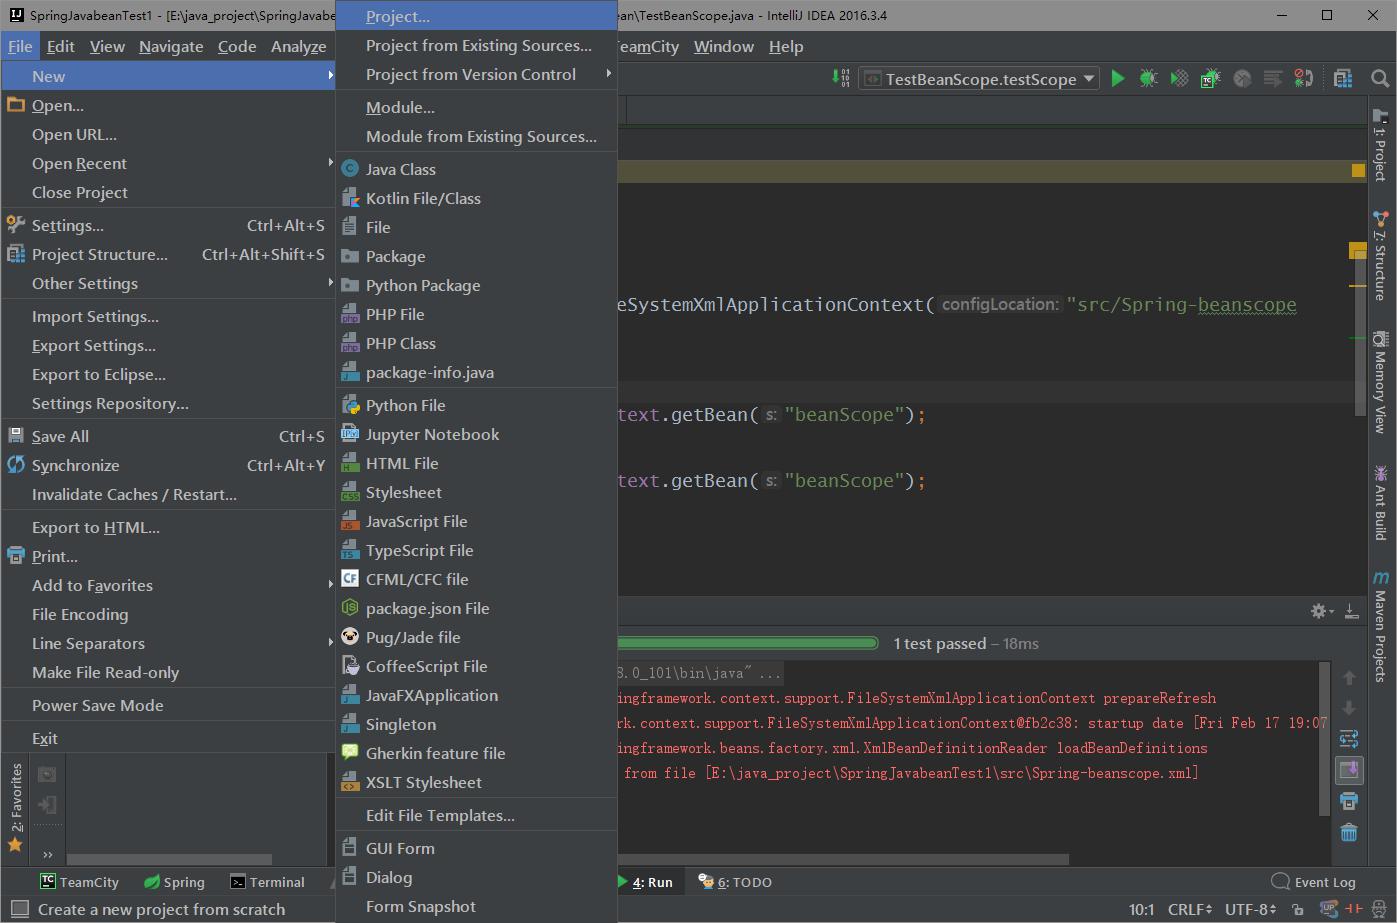 SpringJavabeanTest1 - [E:\java_project\SpringJavabe
an\TestBeanScope.java - IntelliJ IDEA 2016.3.4
File Edit View Navigate Code Analyze
eamCity Window Help
TestBeanScope.testScope
New
Open...
Open URL...
Open Recent
Close Project
Settings... Ctrl+Alt+S
Project Structure... Ctrl+Alt+Shift+S
Other Settings
Import Settings...
Export Settings...
Export to Eclipse...
Settings Repository...
Save All Ctrl+S
Synchronize Ctrl+Alt+Y
Invalidate Caches / Restart...
Export to HTML...
Print...
Add to Favorites
File Encoding
Line Separators
Make File Read-only
Power Save Mode
Exit
Project...
Project from Existing Sources...
Project from Version Control
Module...
Module from Existing Sources...
Java Class
Kotlin File/Class
File
Package
Python Package
PHP File
PHP Class
package-info.java
Python File
Jupyter Notebook
HTML File
Stylesheet
JavaScript File
TypeScript File
CFML/CFC file
package.json File
Pug/Jade file
CoffeeScript File
JavaFXApplication
Singleton
Gherkin feature file
XSLT Stylesheet
Edit File Templates...
GUI Form
Dialog
Form Snapshot
eSystemXmlApplicationContext( configLocation: "src/Spring-beanscope
text.getBean( s: "beanScope");
text.getBean( s: "beanScope");
1 test passed – 18ms
8.0_101\bin\java" ...
ingframework.context.support.FileSystemXmlApplicationContext prepareRefresh
rk.context.support.FileSystemXmlApplicationContext@fb2c38: startup date [Fri Feb 17 19:07
ingframework.beans.factory.xml.XmlBeanDefinitionReader loadBeanDefinitions
from file [E:\java_project\SpringJavabeanTest1\src\Spring-beanscope.xml]
1: Project
7: Structure
Memory View
Ant Build
Maven Projects
2: Favorites
TeamCity Spring Terminal
4: Run 6: TODO
Event Log
Create a new project from scratch
10:1 CRLF UTF-8